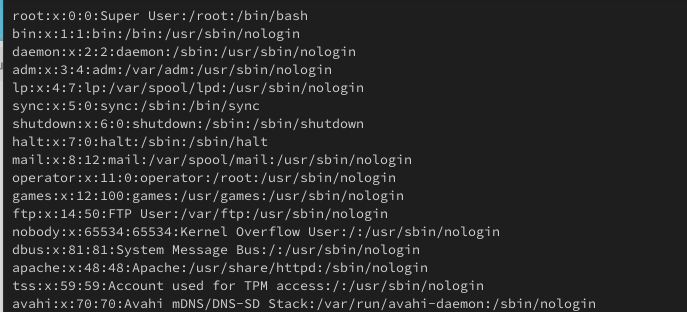 root:x:0:0:Super User:/root:/bin/bash
bin:x:1:1:bin:/bin:/usr/sbin/nologin
daemon:x:2:2:daemon:/sbin:/usr/sbin/nologin
adm:x:3:4:adm:/var/adm:/usr/sbin/nologin
lp:x:4:7:lp:/var/spool/lpd:/usr/sbin/nologin
sync:x:5:0:sync:/sbin:/bin/sync
shutdown:x:6:0:shutdown:/sbin:/sbin/shutdown
halt:x:7:0:halt:/sbin:/sbin/halt
mail:x:8:12:mail:/var/spool/mail:/usr/sbin/nologin
operator:x:11:0:operator:/root:/usr/sbin/nologin
games:x:12:100:games:/usr/games:/usr/sbin/nologin
ftp:x:14:50:FTP User:/var/ftp:/usr/sbin/nologin
nobody:x:65534:65534:Kernel Overflow User:/:/usr/sbin/nologin
dbus:x:81:81:System Message Bus:/:/usr/sbin/nologin
apache:x:48:48:Apache:/usr/share/httpd:/sbin/nologin
tss:x:59:59:Account used for TPM access:/:/usr/sbin/nologin
avahi:x:70:70:Avahi mDNS/DNS-SD Stack:/var/run/avahi-daemon:/sbin/nologin